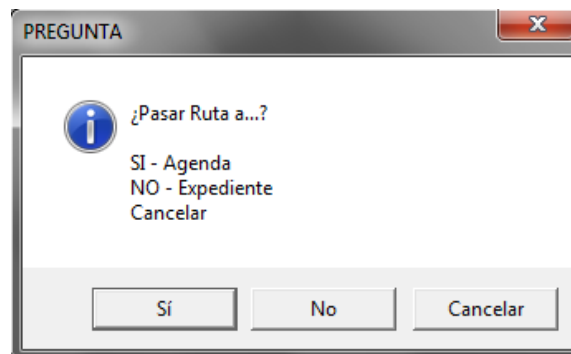 PREGUNTA
¿Pasar Ruta a...?
SI - Agenda
NO - Expediente
Cancelar
Sí
No
Cancelar